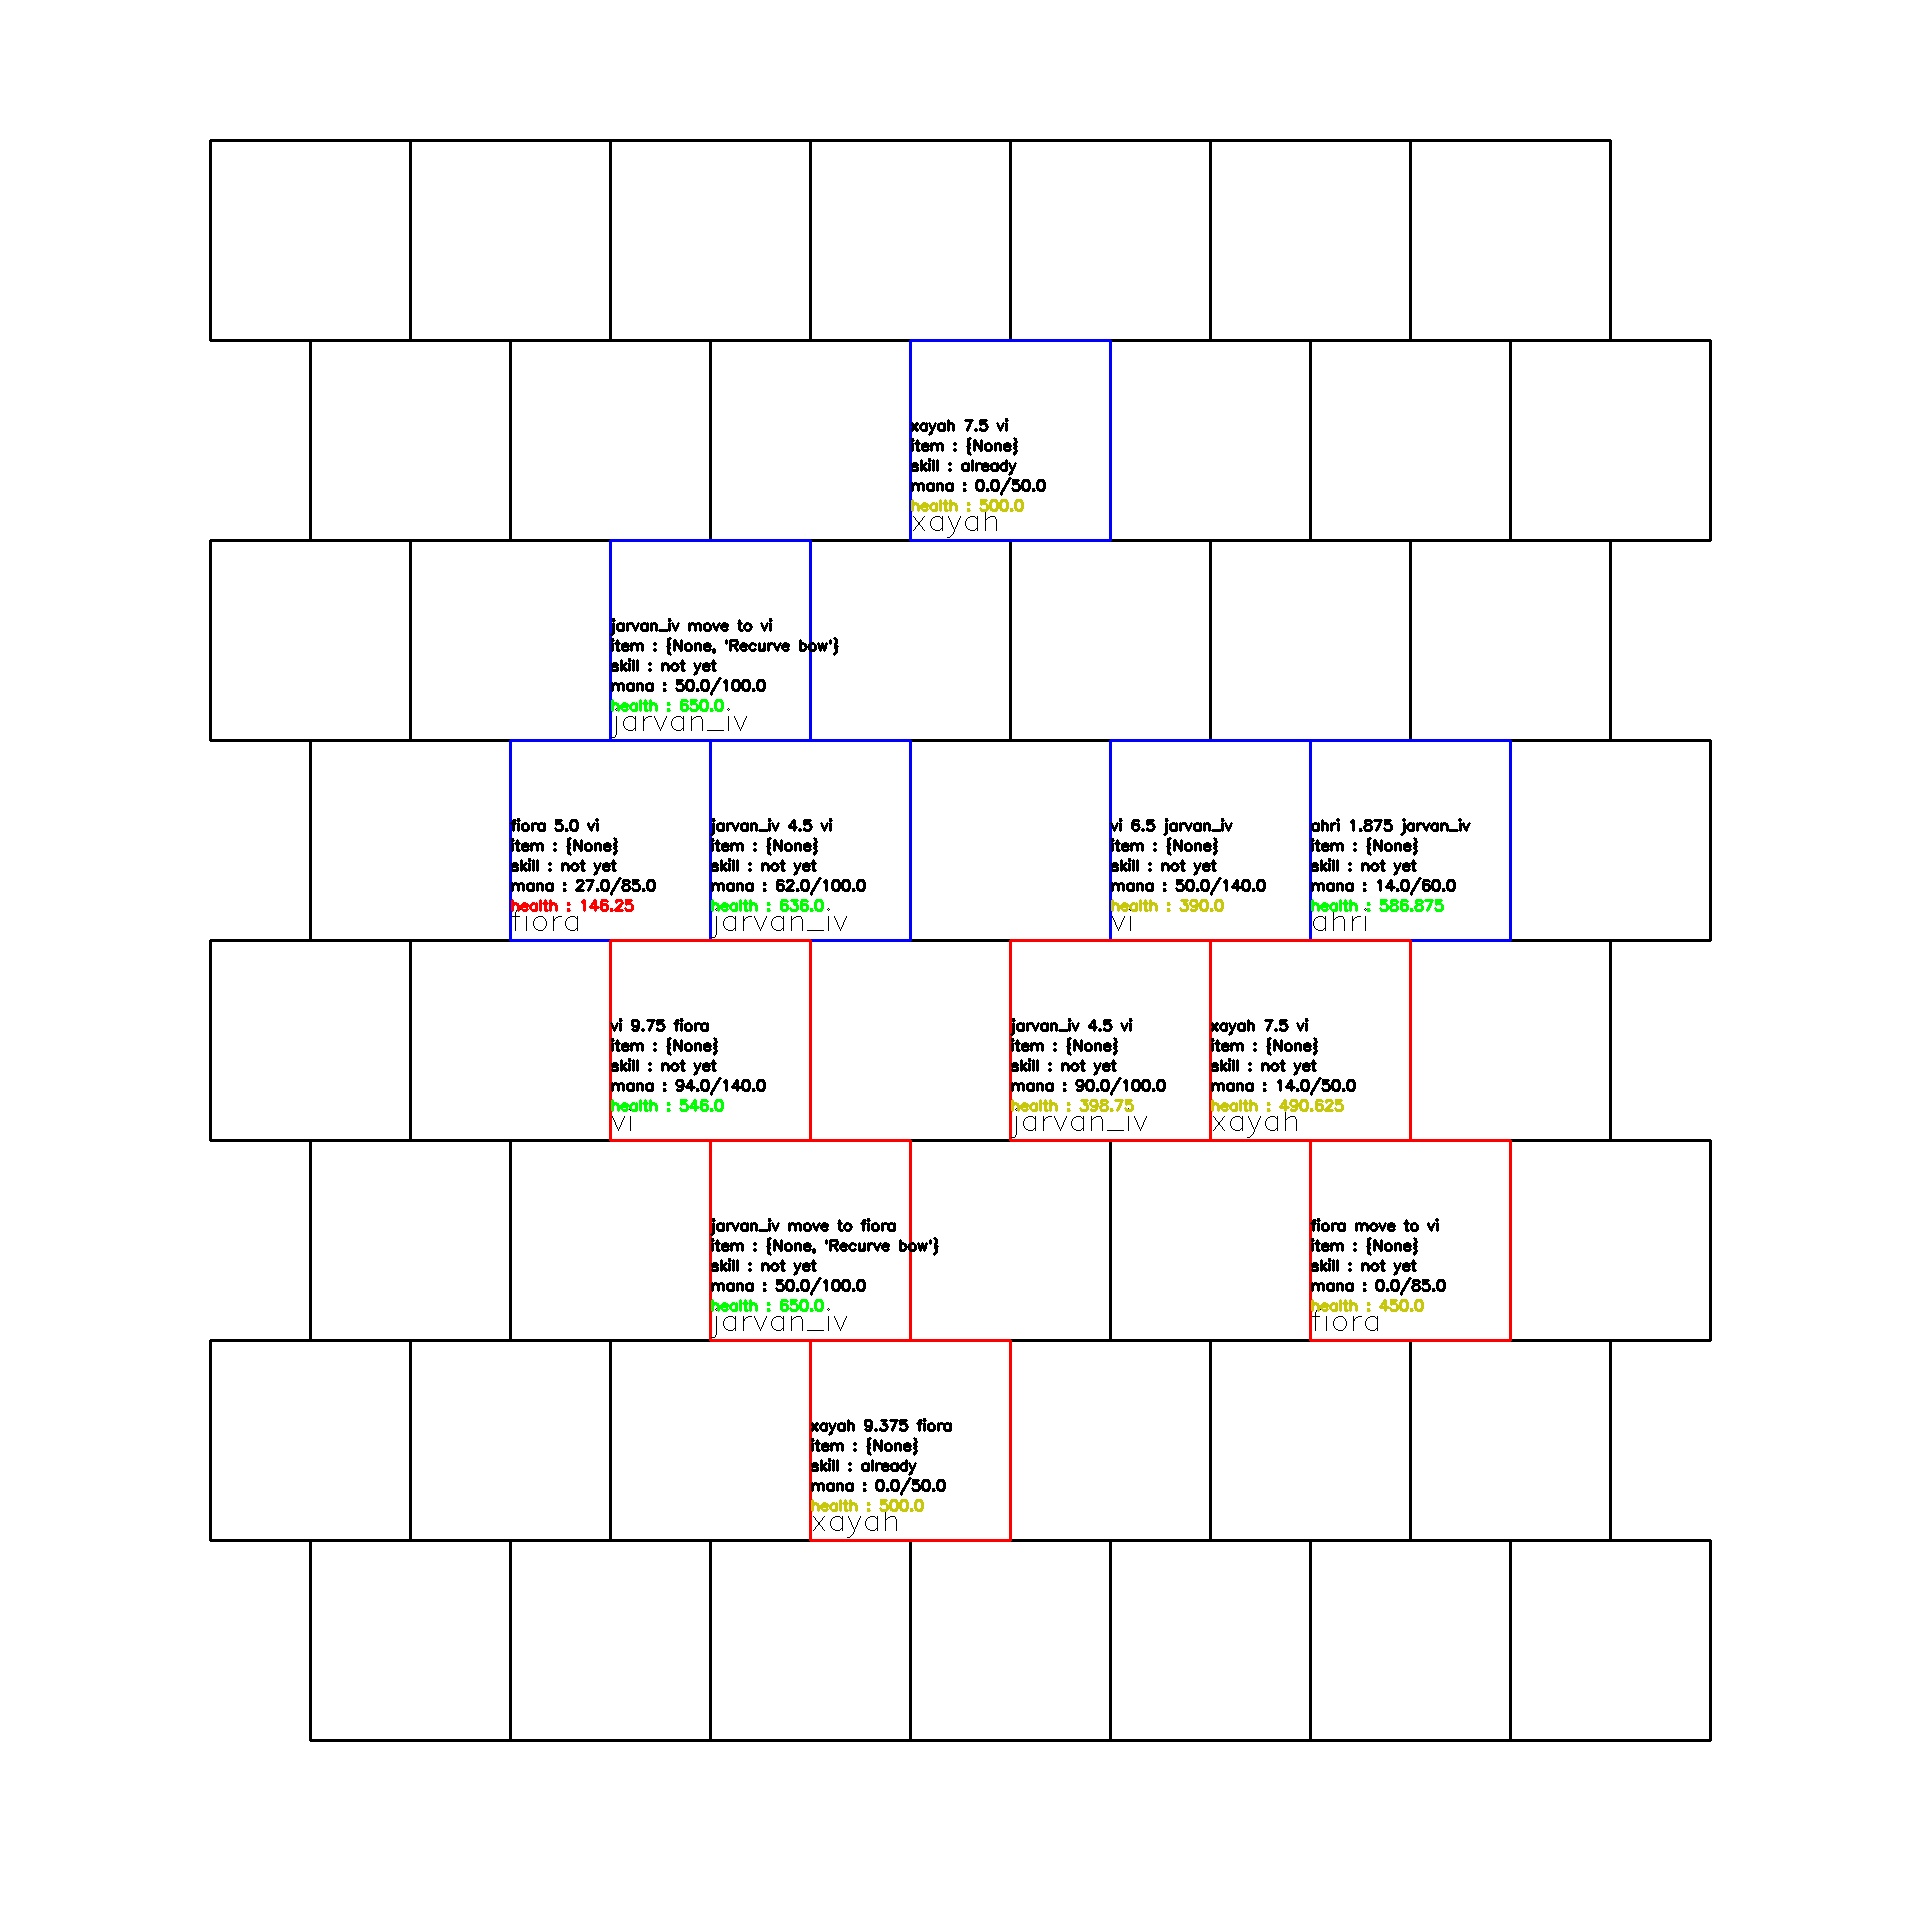 xayah 7.5 vi
item : {None}
skill : already
mana : 0.0/50.0
health : 500.0
xayah
jarvan_iv move to vi
item : {None, 'Recurve bow'}
skill : not yet
mana : 50.0/100.0
health : 650.0
jarvan_iv
fiora 5.0 vi
item : {None}
skill : not yet
mana : 27.0/85.0
health : 146.25
fiora
jarvan_iv 4.5 vi
item : {None}
skill : not yet
mana : 62.0/100.0
health : 636.0
jarvan_iv
vi 6.5 jarvan_iv
item : {None}
skill : not yet
mana : 50.0/140.0
health : 390.0
vi
ahri 1.875 jarvan_iv
item : {None}
skill : not yet
mana : 14.0/60.0
health : 586.875
ahri
vi 9.75 fiora
item : {None}
skill : not yet
mana : 94.0/140.0
health : 546.0
vi
jarvan_iv 4.5 vi
item : {None}
skill : not yet
mana : 90.0/100.0
health : 398.75
jarvan_iv
xayah 7.5 vi
item : {None}
skill : not yet
mana : 14.0/50.0
health : 490.625
xayah
jarvan_iv move to fiora
item : {None, 'Recurve bow'}
skill : not yet
mana : 50.0/100.0
health : 650.0
jarvan_iv
fiora move to vi
item : {None}
skill : not yet
mana : 0.0/85.0
health : 450.0
fiora
xayah 9.375 fiora
item : {None}
skill : already
mana : 0.0/50.0
health : 500.0
xayah